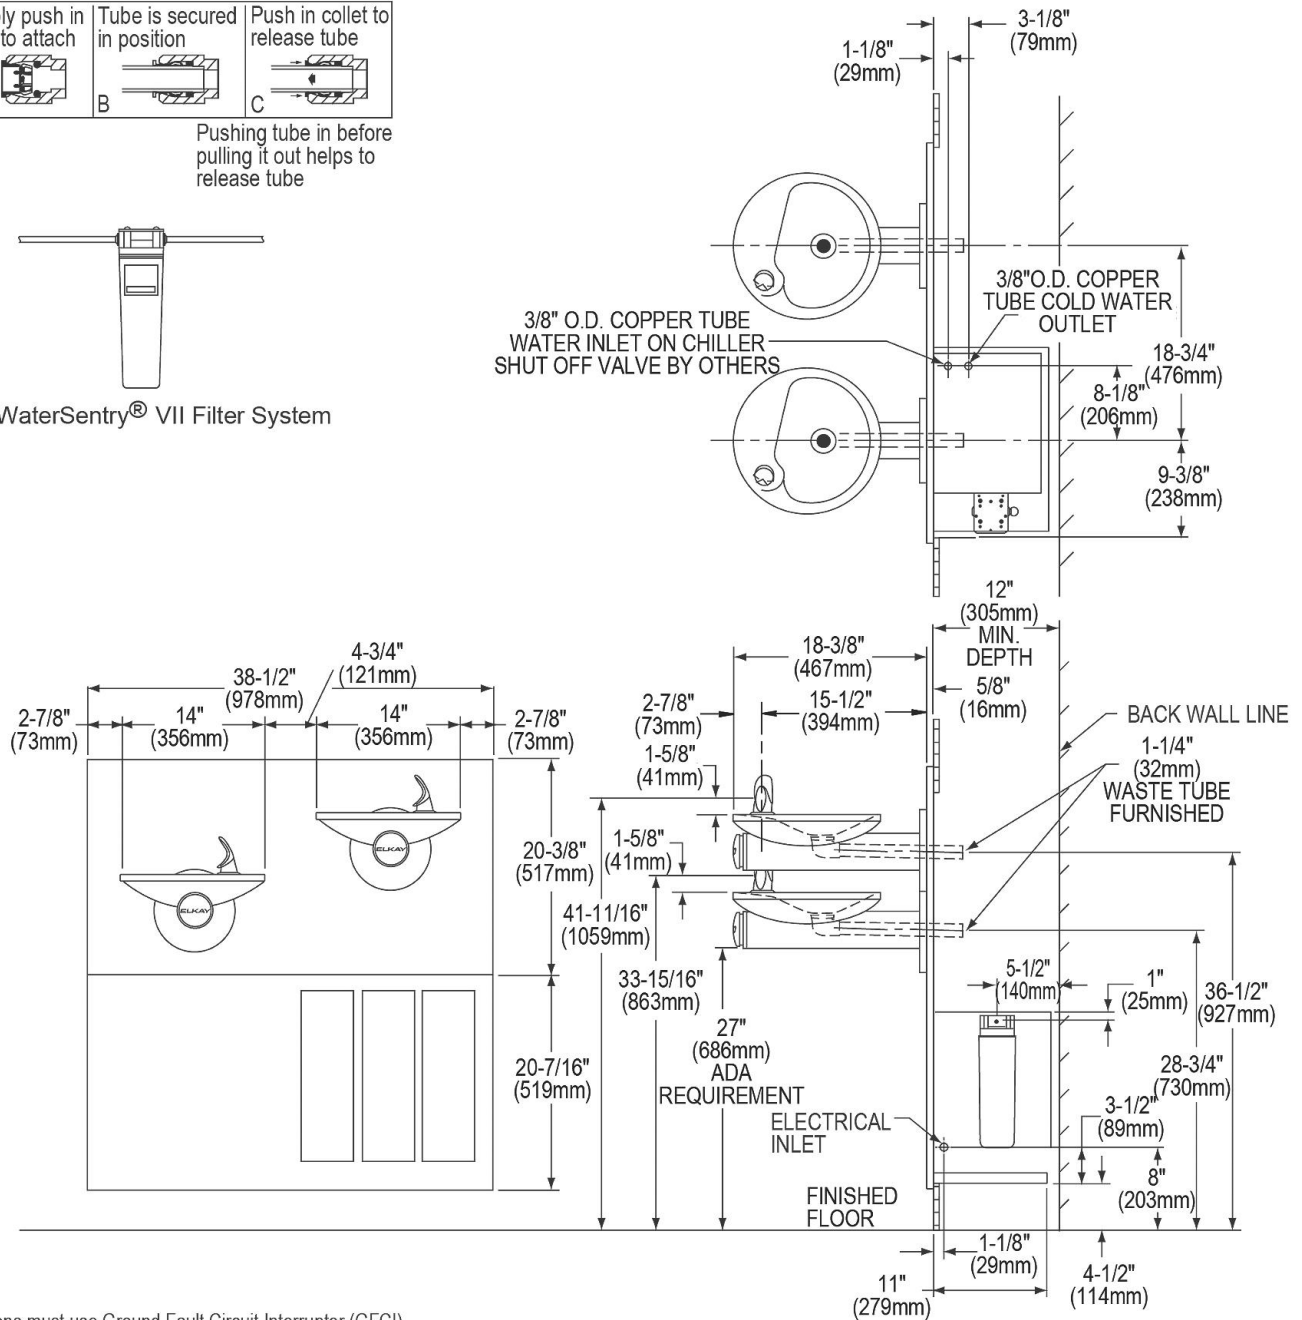 ly push in
to attach
Tube is secured
in position
B
Push in collet to
release tube
C
Pushing tube in before
pulling it out helps to
release tube
WaterSentry® VII Filter System
3-1/8"
(79mm)
1-1/8"
(29mm)
3/8"O.D. COPPER
TUBE COLD WATER
OUTLET
3/8" O.D. COPPER TUBE
WATER INLET ON CHILLER
SHUT OFF VALVE BY OTHERS
18-3/4"
(476mm)
8-1/8"
(206mm)
9-3/8"
(238mm)
12"
(305mm)
MIN.
DEPTH
4-3/4"
(121mm)
38-1/2"
(978mm)
2-7/8"
(73mm)
14"
(356mm)
14"
(356mm)
2-7/8"
(73mm)
18-3/8"
(467mm)
5/8"
(16mm)
2-7/8"
(73mm)
15-1/2"
(394mm)
BACK WALL LINE
1-1/4"
(32mm)
WASTE TUBE
FURNISHED
1-5/8"
(41mm)
ELKAY
ELKAY
20-3/8"
(517mm)
1-5/8"
(41mm)
41-11/16"
(1059mm)
33-15/16"
(863mm)
27"
(686mm)
ADA
REQUIREMENT
5-1/2"
(140mm)
1"
(25mm)
36-1/2"
(927mm)
20-7/16"
(519mm)
28-3/4"
(730mm)
3-1/2"
(89mm)
ELECTRICAL
INLET
8"
(203mm)
FINISHED
FLOOR
1-1/8"
(29mm)
11"
(279mm)
4-1/2"
(114mm)